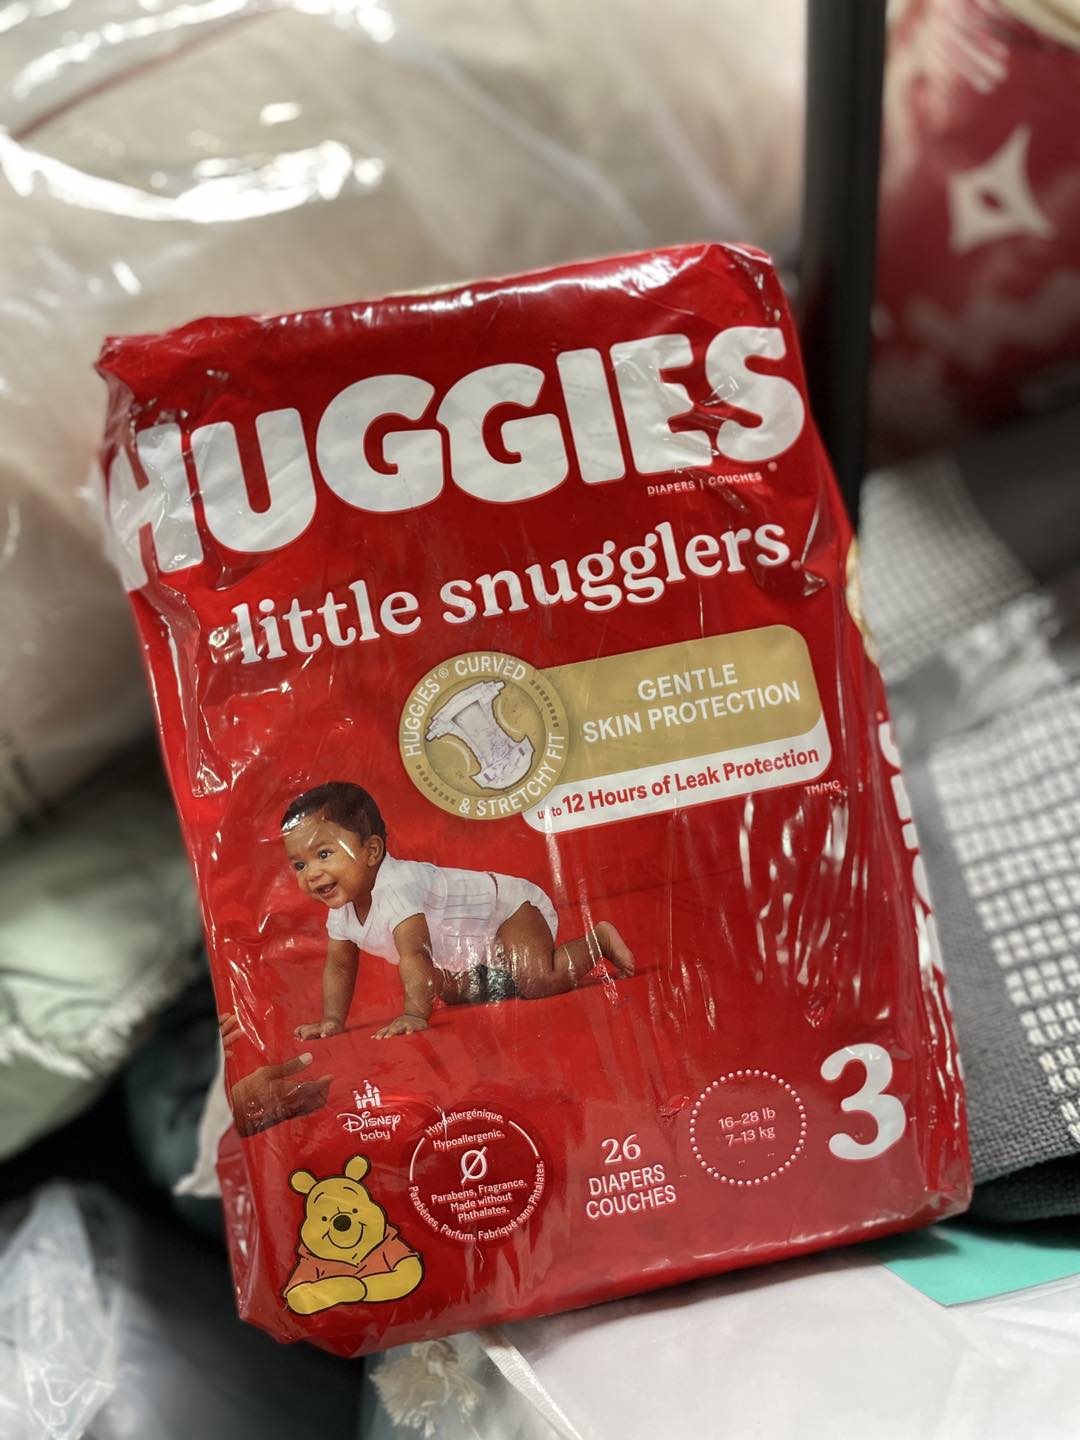 HUGGIES
DIAPERS | COUCHES
little snugglers
HUGGIES'® CURVED
& STRETCHY FIT
GENTLE
SKIN PROTECTION
up to 12 Hours of Leak Protection
TM/MC
Disney
baby
Hypoallergénique.
Hypoallergenic.
Parabens, Fragrance.
Made without
Phthalates.
Parabènes, Parfum. Fabriqué sans Phtalates.
26
DIAPERS
COUCHES
16-28 lb
7-13 kg
3